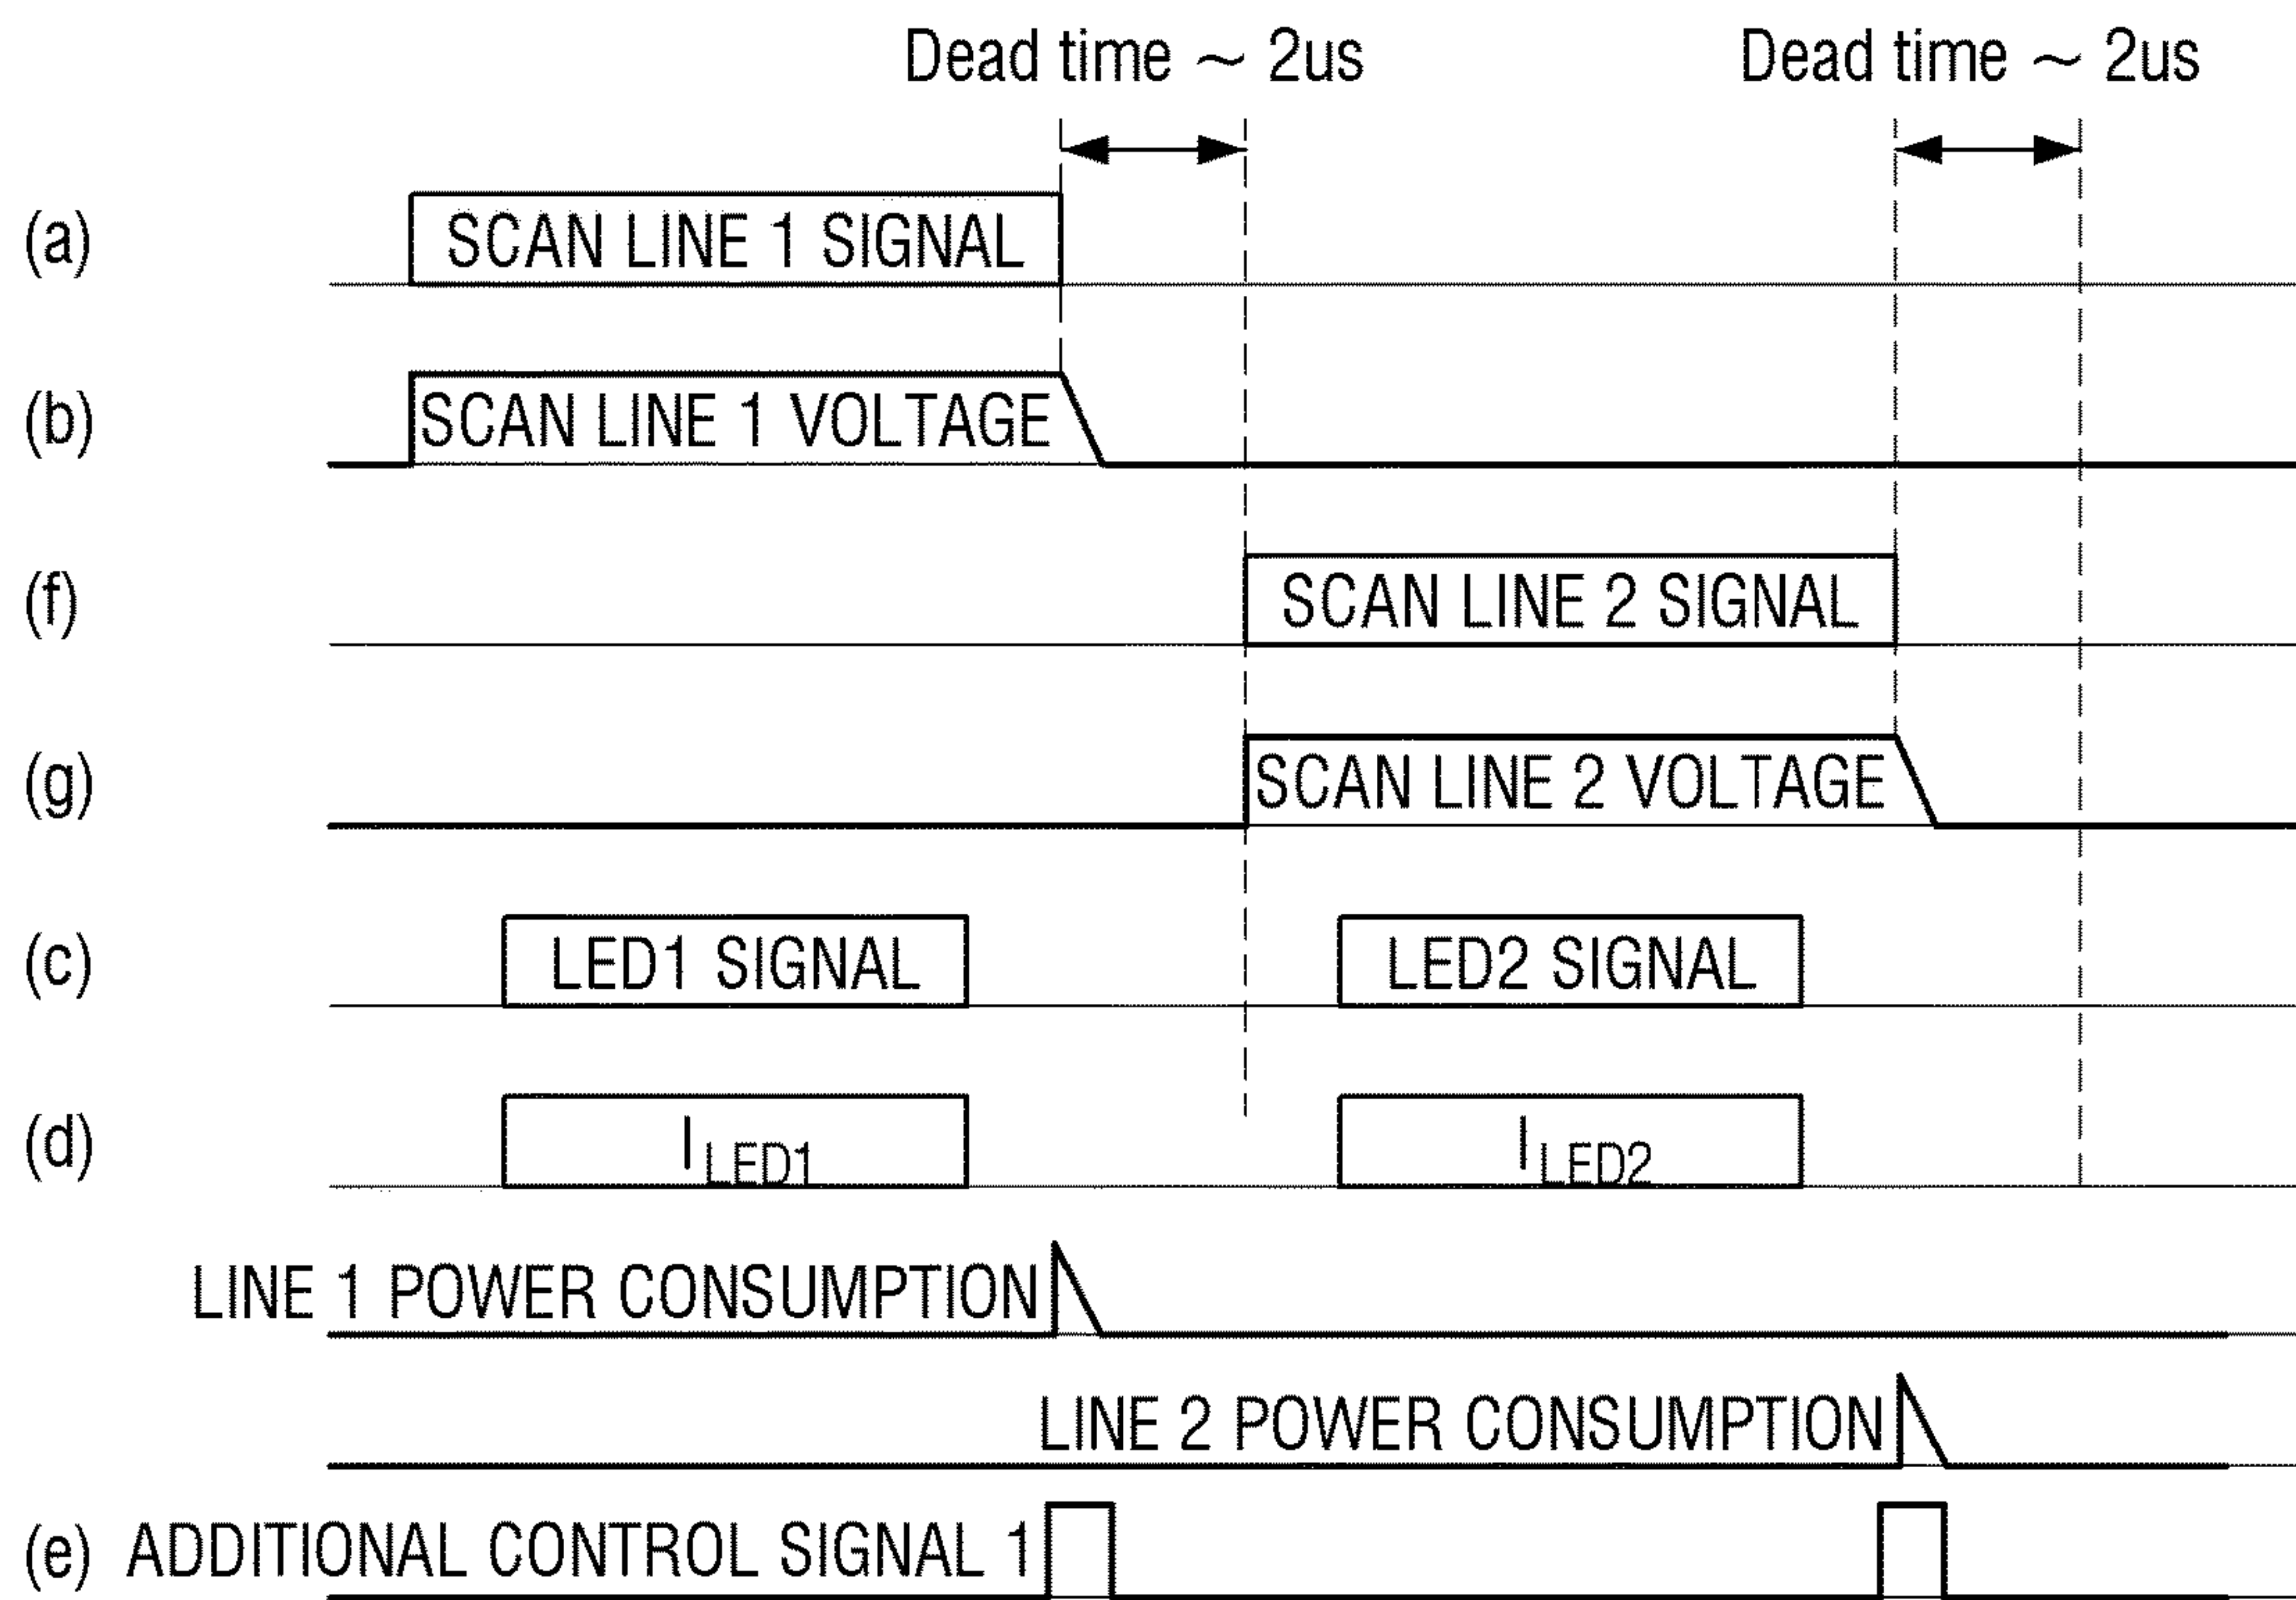 Dead time ~ 2us Dead time ~ 2us
(a) SCAN LINE 1 SIGNAL
(b) SCAN LINE 1 VOLTAGE
(f) SCAN LINE 2 SIGNAL
(g) SCAN LINE 2 VOLTAGE
(c) LED1 SIGNAL LED2 SIGNAL
(d) I LED1 I LED2
LINE 1 POWER CONSUMPTION
LINE 2 POWER CONSUMPTION
(e) ADDITIONAL CONTROL SIGNAL 1